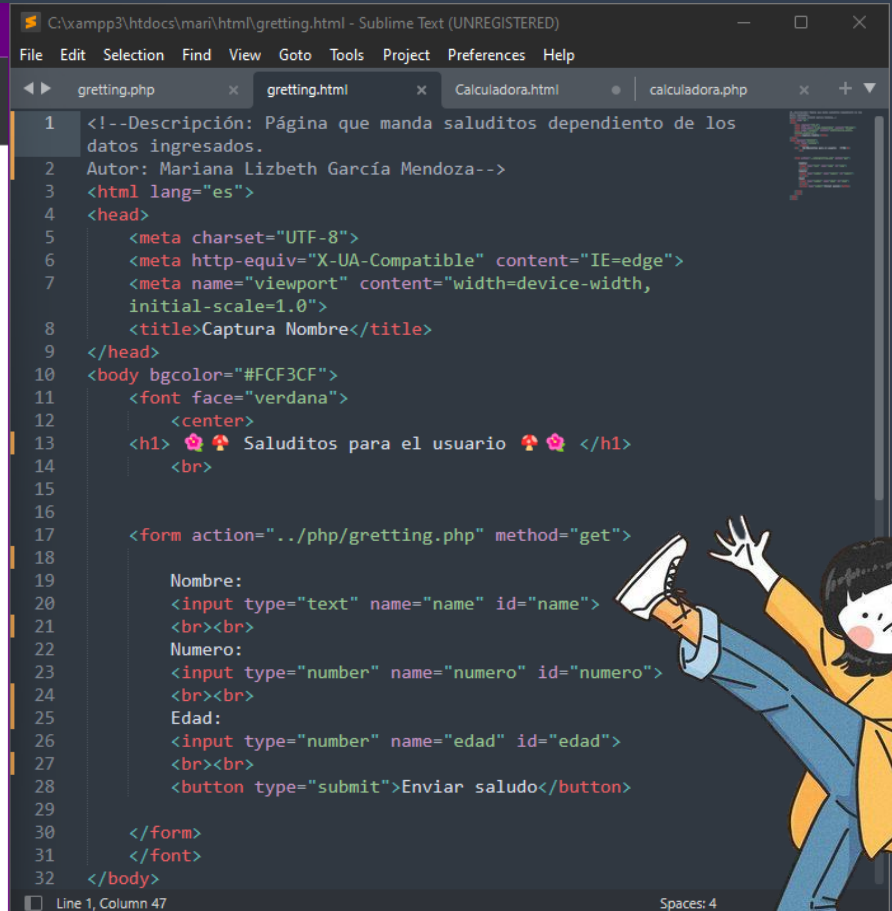 C:\xampp3\htdocs\mari\html\gretting.html - Sublime Text (UNREGISTERED)
File Edit Selection Find View Goto Tools Project Preferences Help
gretting.php × gretting.html × Calculadora.html calculadora.php × +
1 <!--Descripción: Página que manda saluditos dependiento de los
datos ingresados.
2 Autor: Mariana Lizbeth García Mendoza-->
3 <html lang="es">
4 <head>
5 <meta charset="UTF-8">
6 <meta http-equiv="X-UA-Compatible" content="IE=edge">
7 <meta name="viewport" content="width=device-width,
initial-scale=1.0">
8 <title>Captura Nombre</title>
9 </head>
10 <body bgcolor="#FCF3CF">
11 <font face="verdana">
12 <center>
13 <h1> 🌺🍄 Saluditos para el usuario 🍄🌺 </h1>
14 <br>
15
16
17 <form action="../php/gretting.php" method="get">
18
19 Nombre:
20 <input type="text" name="name" id="name">
21 <br><br>
22 Numero:
23 <input type="number" name="numero" id="numero">
24 <br><br>
25 Edad:
26 <input type="number" name="edad" id="edad">
27 <br><br>
28 <button type="submit">Enviar saludo</button>
29
30 </form>
31 </font>
32 </body>
Line 1, Column 47 Spaces: 4